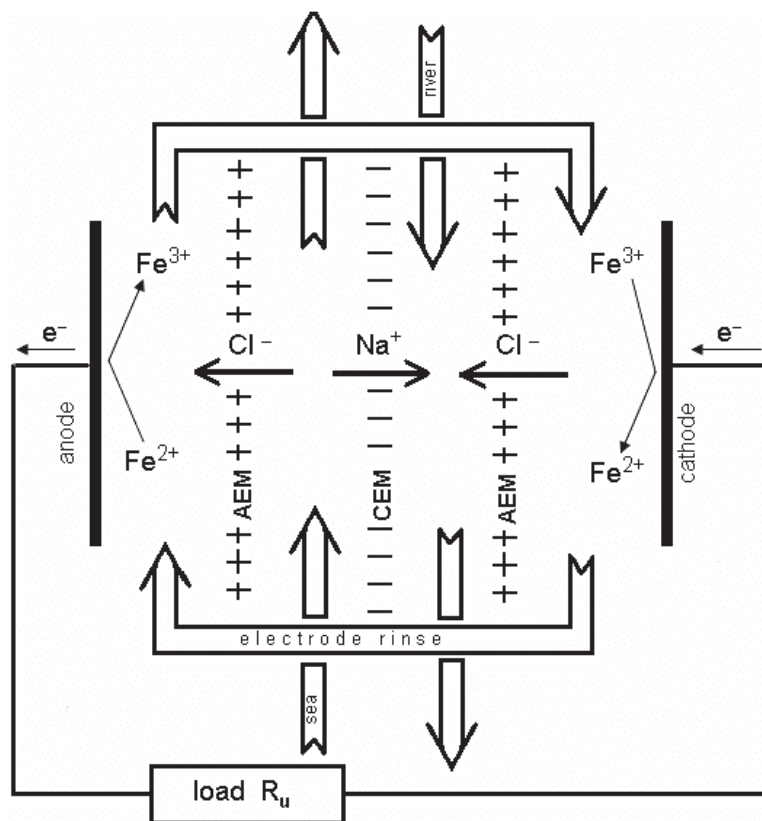 river
Fe³⁺
Fe³⁺
e⁻
Cl⁻
Na⁺
Cl⁻
e⁻
anode
Fe²⁺
AEM
CEM
AEM
Fe²⁺
cathode
electrode rinse
sea
load Rᵤ